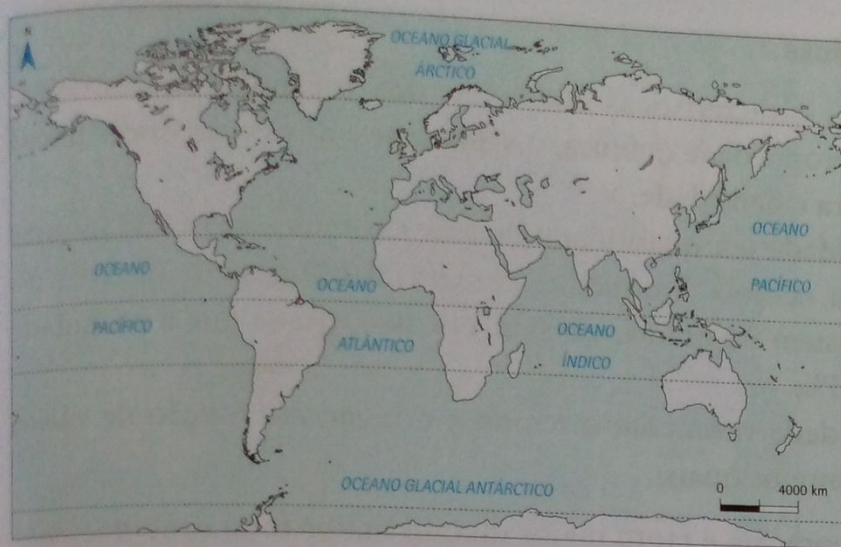 N
OCEANO GLACIAL
ÁRCTICO
OCEANO
PACÍFICO
OCEANO
ATLÂNTICO
OCEANO
ÍNDICO
OCEANO
PACÍFICO
OCEANO GLACIAL ANTÁRCTICO
0 4000 km